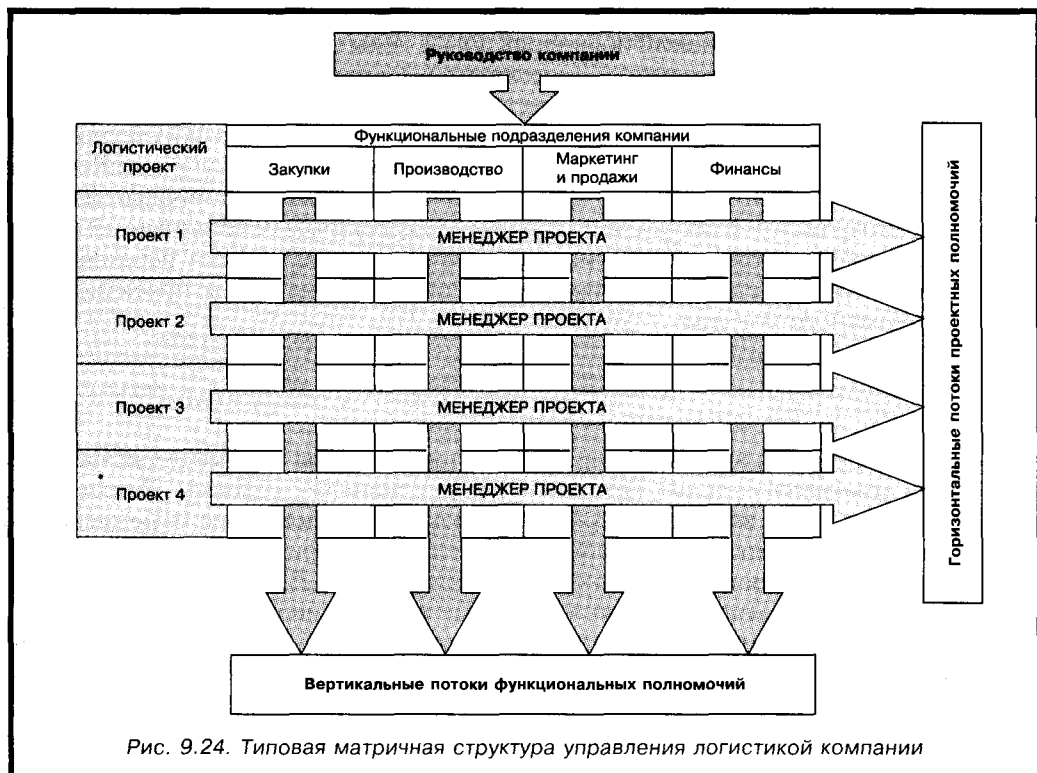 Руководство компании
Логистический
проект
Функциональные подразделения компании
Закупки
Производство
Маркетинг
и продажи
Финансы
Проект 1
МЕНЕДЖЕР ПРОЕКТА
Проект 2
МЕНЕДЖЕР ПРОЕКТА
Проект 3
МЕНЕДЖЕР ПРОЕКТА
Проект 4
МЕНЕДЖЕР ПРОЕКТА
Горизонтальные потоки проектных полномочий
Вертикальные потоки функциональных полномочий
Рис. 9.24. Типовая матричная структура управления логистикой компании